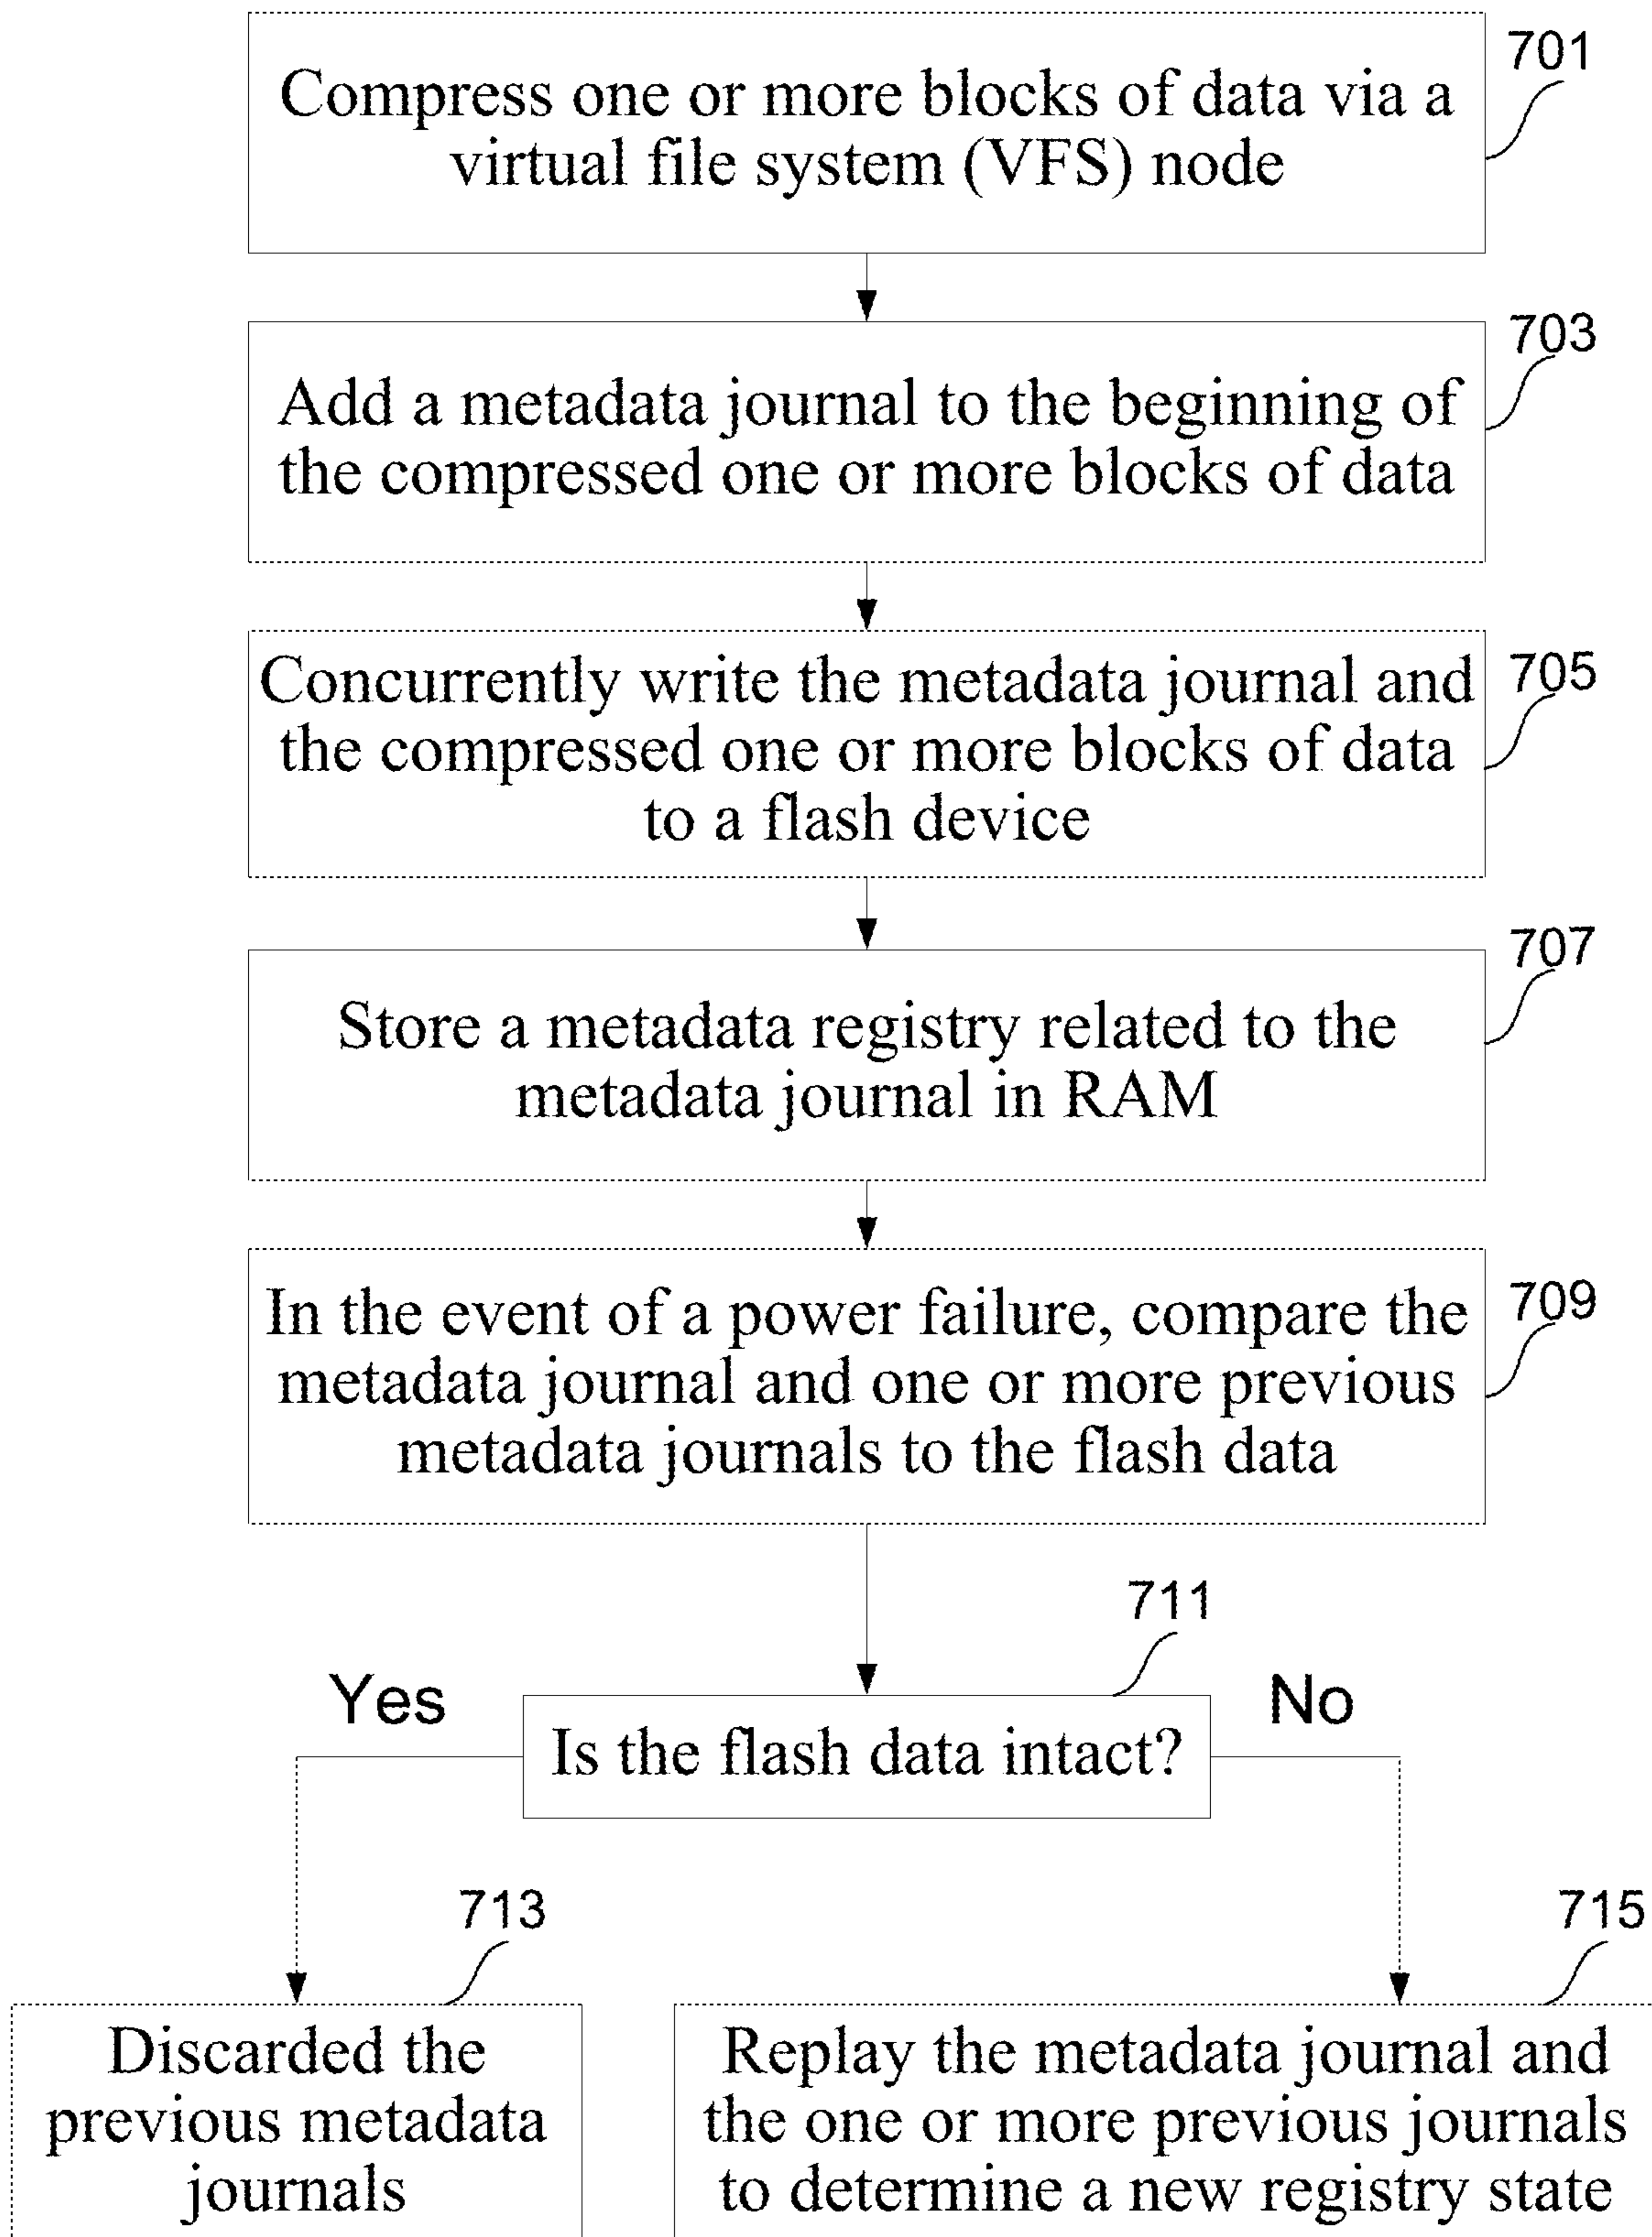 701
Compress one or more blocks of data via a
virtual file system (VFS) node
703
Add a metadata journal to the beginning of
the compressed one or more blocks of data
705
Concurrently write the metadata journal and
the compressed one or more blocks of data
to a flash device
707
Store a metadata registry related to the
metadata journal in RAM
709
In the event of a power failure, compare the
metadata journal and one or more previous
metadata journals to the flash data
711
Yes
No
Is the flash data intact?
713
715
Discarded the
previous metadata
journals
Replay the metadata journal and
the one or more previous journals
to determine a new registry state